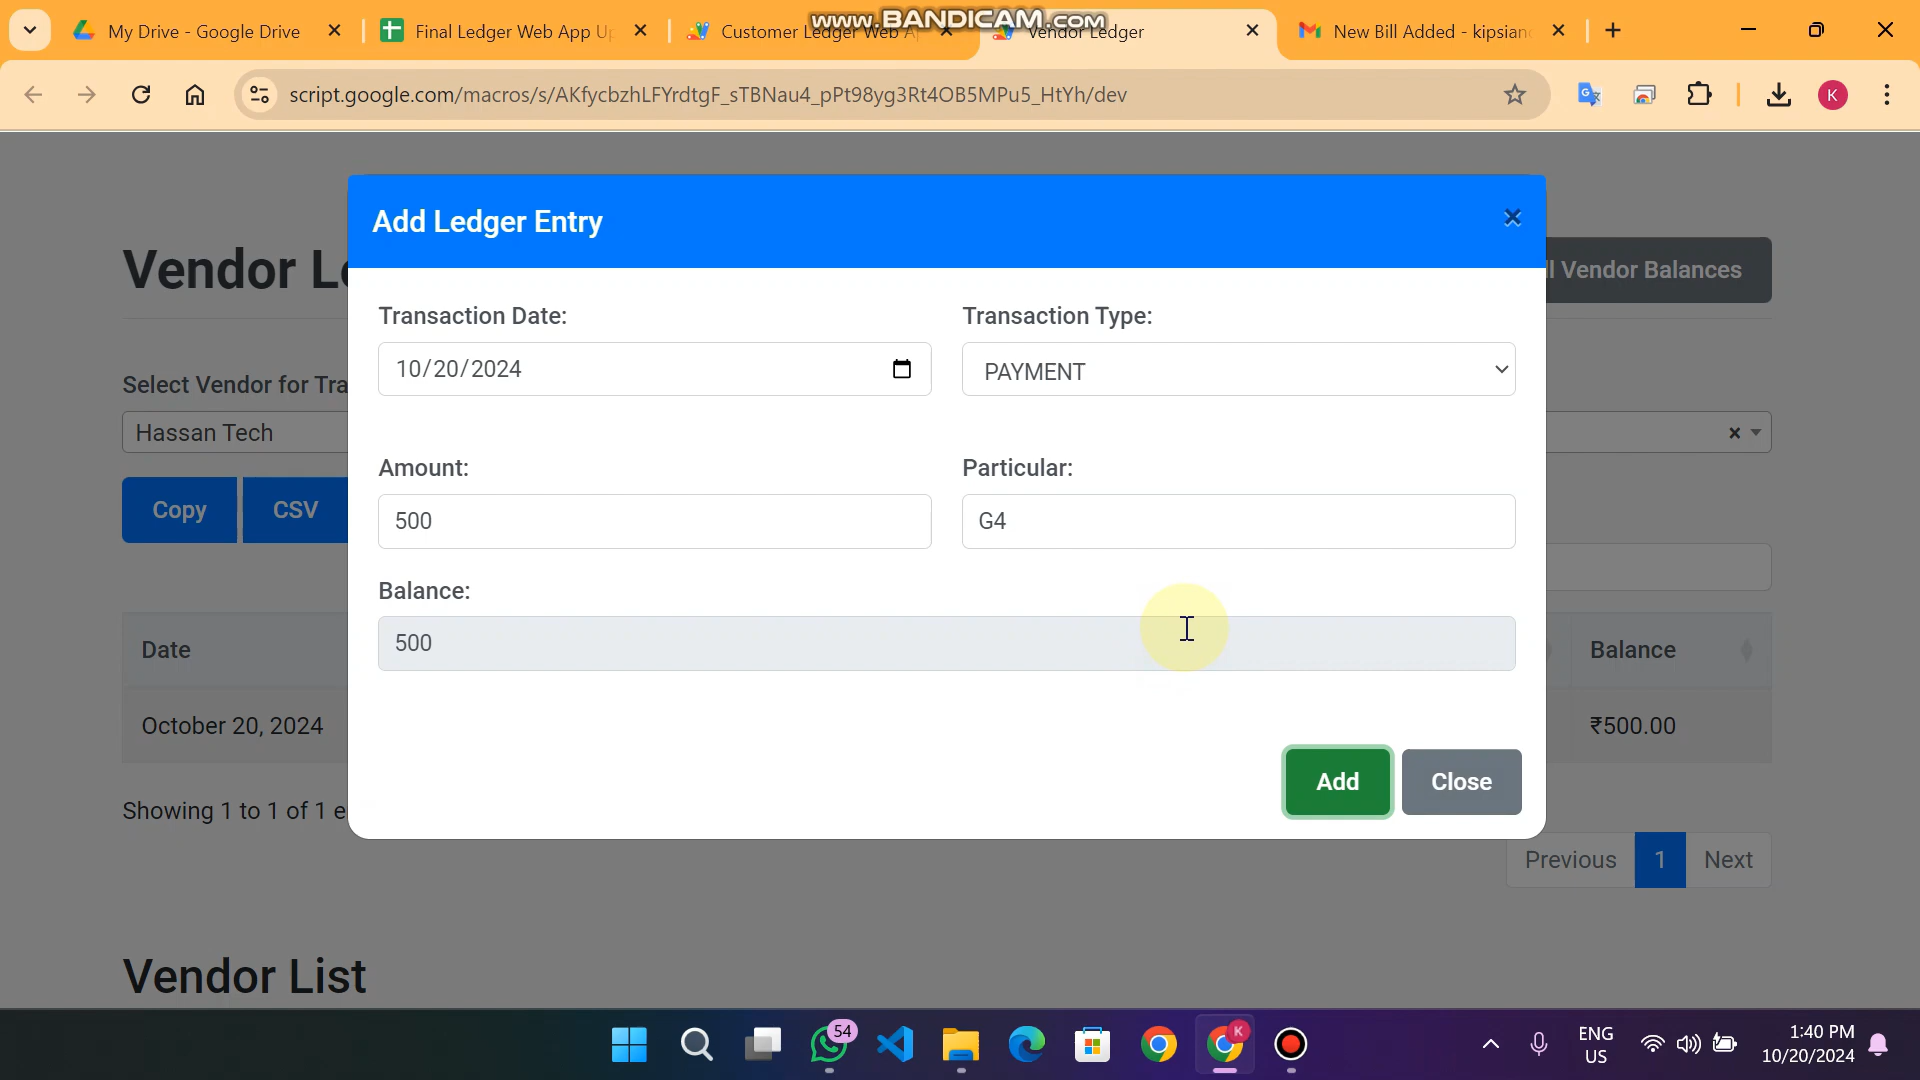 www.BANDICAM.com
My Drive - Google Drive
Final Ledger Web App Up
Customer Ledger Web A
Vendor Ledger
New Bill Added - kipsian
script.google.com/macros/s/AKfycbzhLFYrdtgF_sTBNau4_pPt98yg3Rt4OB5MPu5_HtYh/dev
K
Add Ledger Entry
×
Vendor Le
ll Vendor Balances
Transaction Date:
Transaction Type:
10/20/2024
PAYMENT
Select Vendor for Tra
Hassan Tech
×
Amount:
Particular:
Copy
CSV
500
G4
Balance:
500
Date
Balance
October 20, 2024
₹500.00
Add
Close
Showing 1 to 1 of 1 e
Previous
1
Next
Vendor List
54
K
ENG
US
1:40 PM
10/20/2024